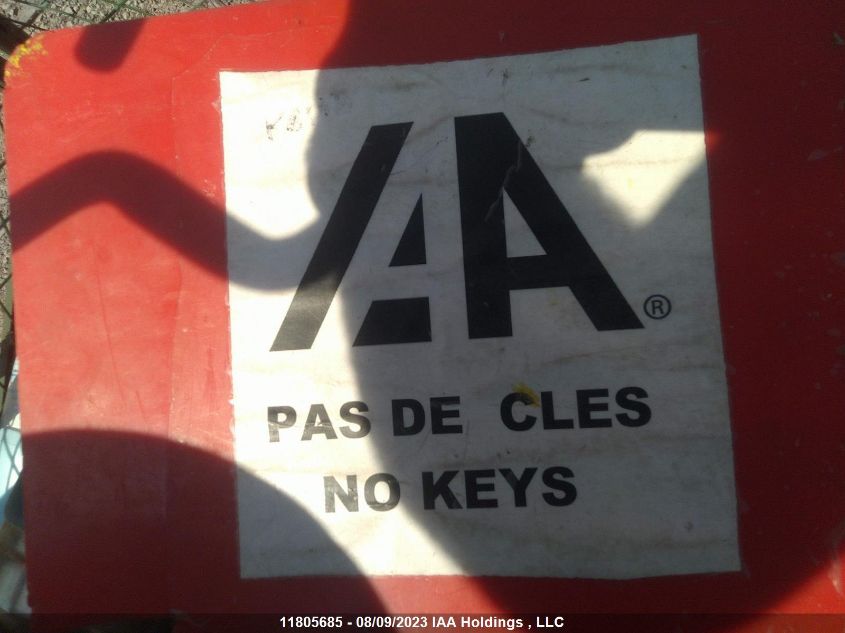 IAA®
PAS DE CLES
NO KEYS
11805685 - 08/09/2023 IAA Holdings , LLC